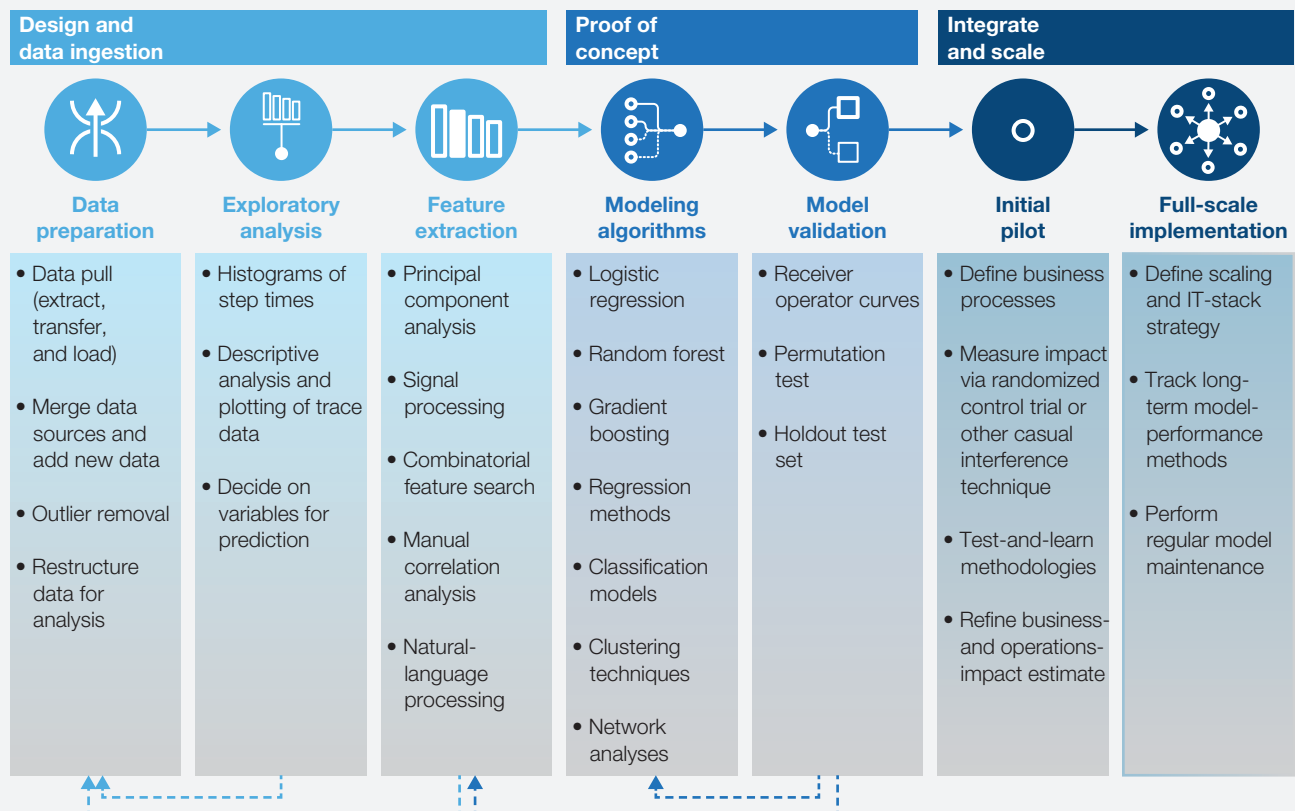 Design and
data ingestion
Proof of
concept
Integrate
and scale
Data
preparation
Exploratory
analysis
Feature
extraction
Modeling
algorithms
Model
validation
Initial
pilot
Full-scale
implementation
• Data pull
(extract,
transfer,
and load)
• Merge data
sources and
add new data
• Outlier removal
• Restructure
data for
analysis
• Histograms of
step times
• Descriptive
analysis and
plotting of trace
data
• Decide on
variables for
prediction
• Principal
component
analysis
• Signal
processing
• Combinatorial
feature search
• Manual
correlation
analysis
• Natural-
language
processing
• Logistic
regression
• Random forest
• Gradient
boosting
• Regression
methods
• Classification
models
• Clustering
techniques
• Network
analyses
• Receiver
operator curves
• Permutation
test
• Holdout test
set
• Define business
processes
• Measure impact
via randomized
control trial or
other casual
interference
technique
• Test-and-learn
methodologies
• Refine business-
and operations-
impact estimate
• Define scaling
and IT-stack
strategy
• Track long-
term model-
performance
methods
• Perform
regular model
maintenance